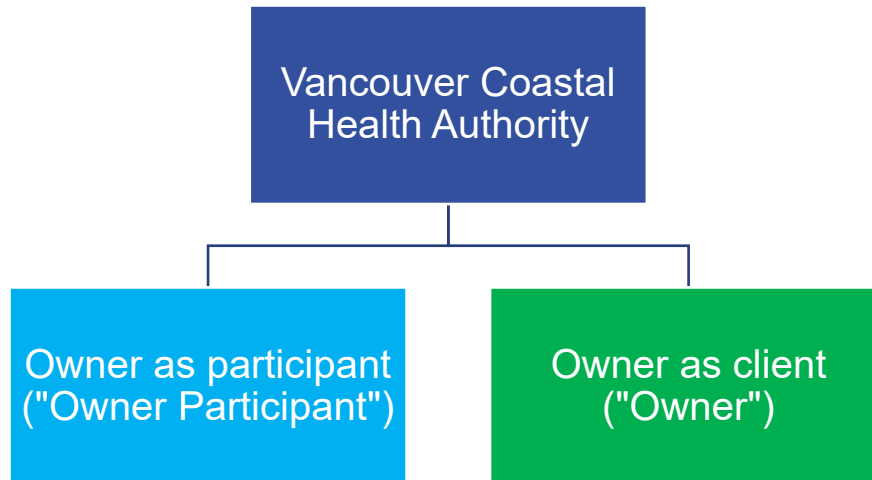 Vancouver Coastal
Health Authority
Owner as participant
("Owner Participant")
Owner as client
("Owner")